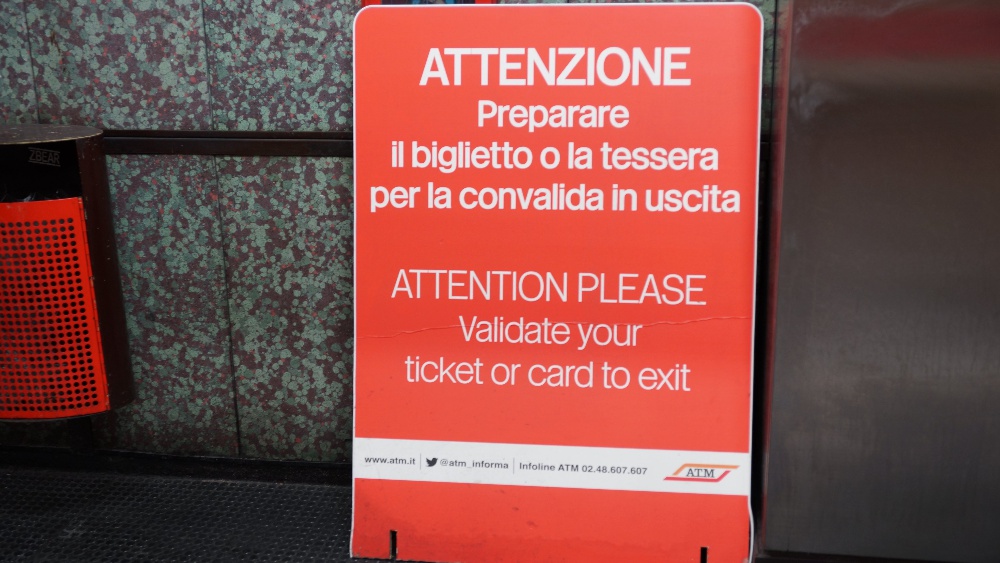 ZBEAR
ATTENZIONE
Preparare
il biglietto o la tessera
per la convalida in uscita
ATTENTION PLEASE
Validate your
ticket or card to exit
www.atm.it @atm_informa Infoline ATM 02.48.607.607 ATM